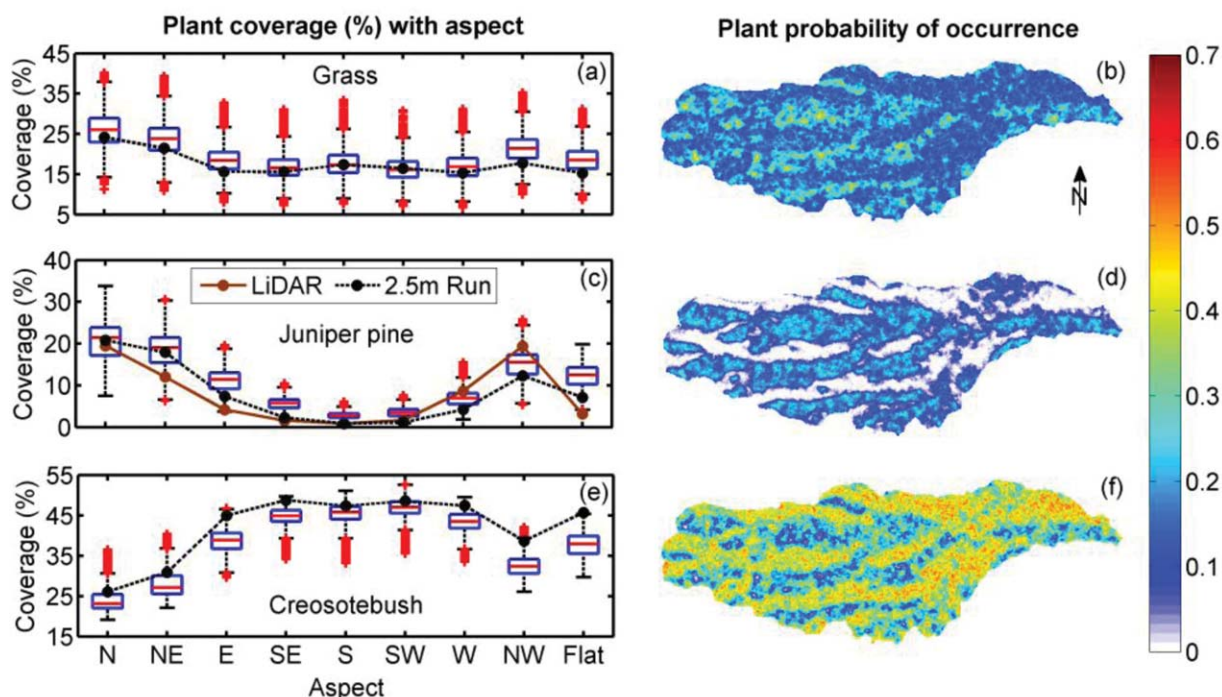 Plant coverage (%) with aspect
Plant probability of occurrence
Coverage (%)
45
35
25
15
5
Grass
(a)
(b)
N
Coverage (%)
40
30
20
10
0
LiDAR
2.5m Run
(c)
Juniper pine
(d)
Coverage (%)
55
45
35
25
15
(e)
Creosotebush
(f)
N NE E SE S SW W NW Flat
Aspect
0.7
0.6
0.5
0.4
0.3
0.2
0.1
0